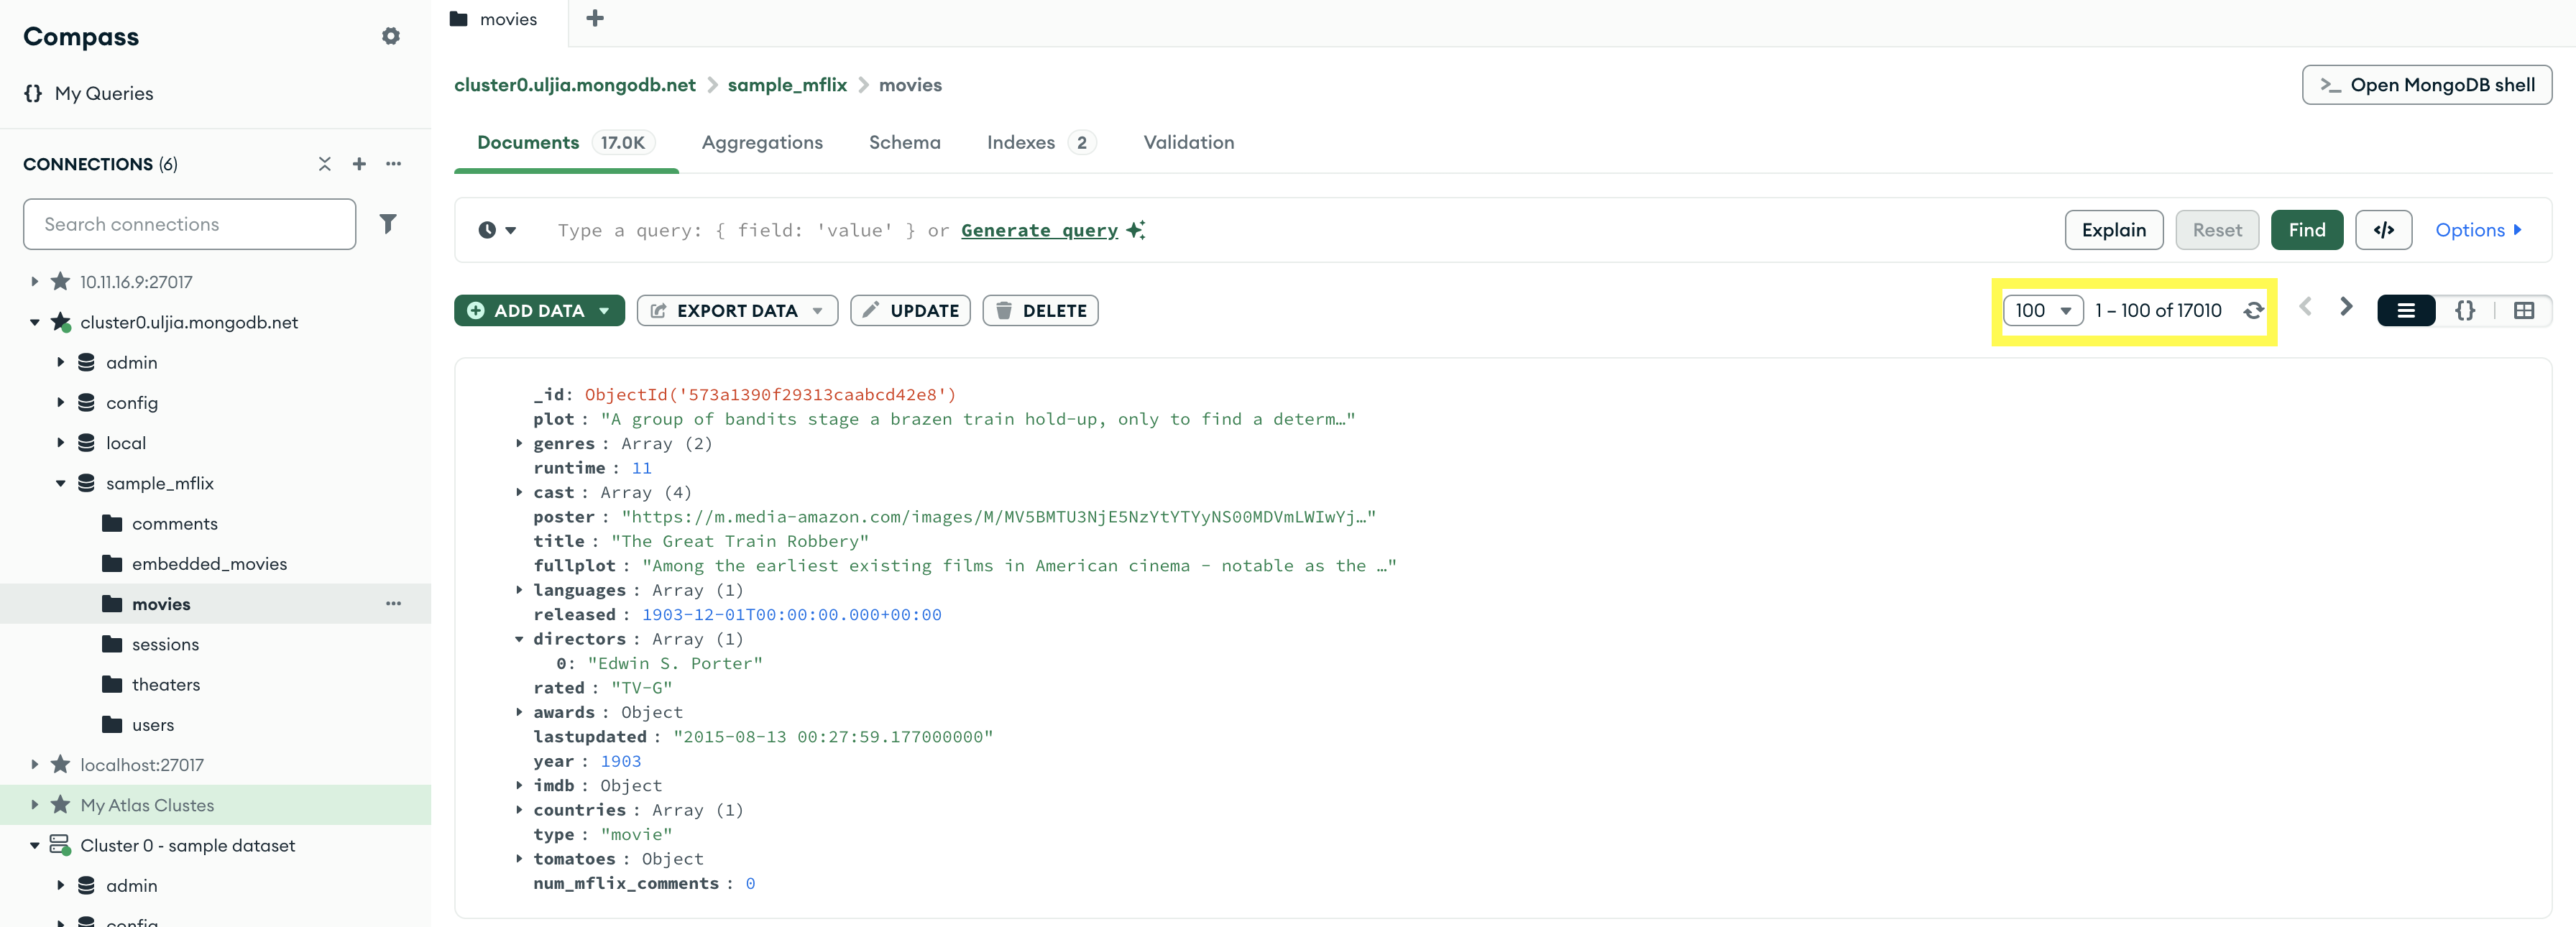 Compass
My Queries
CONNECTIONS (6)
Search connections
10.11.16.9:27017
cluster0.uljia.mongodb.net
admin
config
local
sample_mflix
comments
embedded_movies
movies
sessions
theaters
users
localhost:27017
My Atlas Clustes
Cluster 0 - sample dataset
admin
config
movies
cluster0.uljia.mongodb.net > sample_mflix > movies
>_ Open MongoDB shell
Documents 17.0K Aggregations Schema Indexes 2 Validation
Type a query: { field: 'value' } or Generate query
Explain Reset Find </> Options
ADD DATA EXPORT DATA UPDATE DELETE
100 1 – 100 of 17010
_id: ObjectId('573a1390f29313caabcd42e8')
plot : "A group of bandits stage a brazen train hold-up, only to find a determ…"
genres : Array (2)
runtime : 11
cast : Array (4)
poster : "https://m.media-amazon.com/images/M/MV5BMTU3NjE5NzYtYTYyNS00MDVmLWIwYj…"
title : "The Great Train Robbery"
fullplot : "Among the earliest existing films in American cinema - notable as the …"
languages : Array (1)
released : 1903-12-01T00:00:00.000+00:00
directors : Array (1)
0: "Edwin S. Porter"
rated : "TV-G"
awards : Object
lastupdated : "2015-08-13 00:27:59.177000000"
year : 1903
imdb : Object
countries : Array (1)
type : "movie"
tomatoes : Object
num_mflix_comments : 0